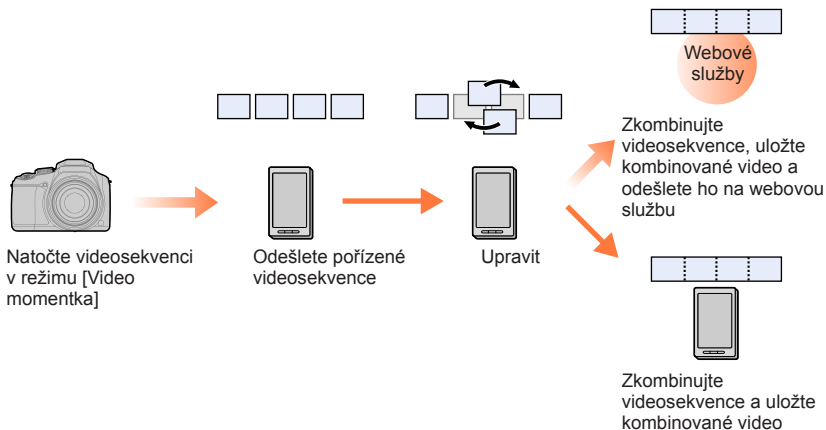 Webové
služby
Zkombinujte
videosekvence, uložte
kombinované video a
odešlete ho na webovou
službu
Natočte videosekvenci
v režimu [Video
momentka]
Odešlete pořízené
videosekvence
Upravit
Zkombinujte
videosekvence a uložte
kombinované video